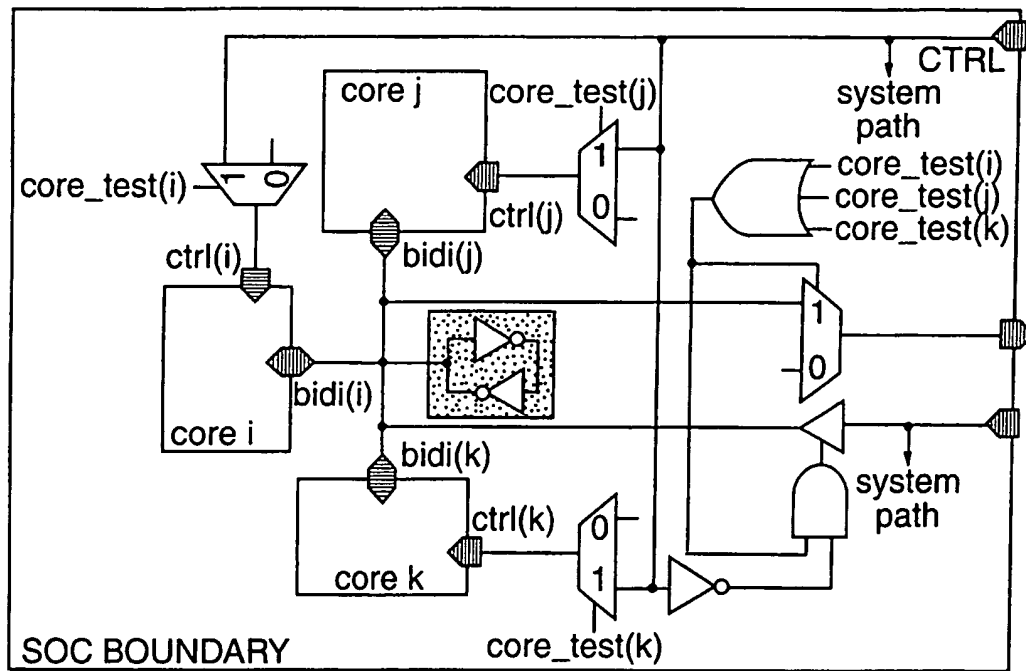 CTRL
core j
core_test(j)
system
path
1
0
core_test(i)
1
0
ctrl(j)
core_test(i)
core_test(j)
core_test(k)
bidi(j)
ctrl(i)
1
0
bidi(i)
core i
bidi(k)
system
path
ctrl(k)
0
1
core k
core_test(k)
SOC BOUNDARY